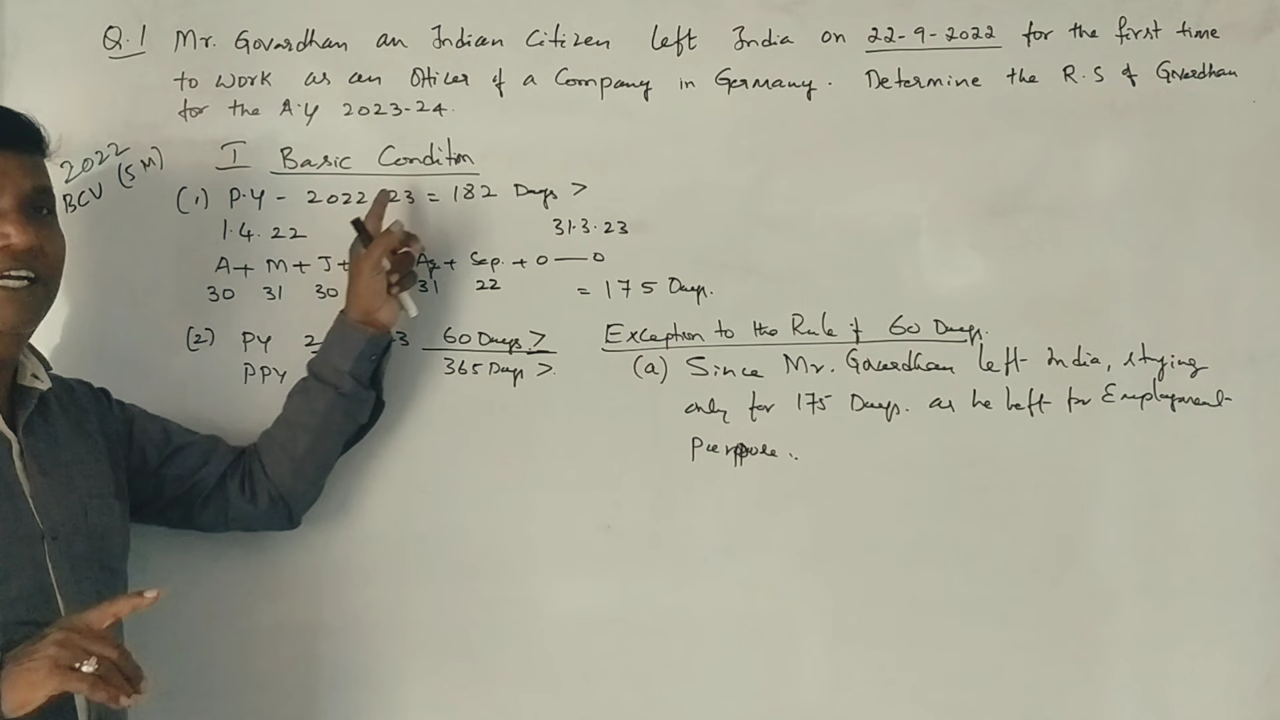 Q.1 Mr. Govardhan an Indian Citizen left India on 22-9-2022 for the first time
to work as an Officer of a Company in Germany. Determine the R.S of Govardhan
for the A.Y 2023-24.
2022
BCV (5M)
I Basic Condition
(1) P.Y - 2022 23 = 182 Days >
1.4.22 31.3.23
A + M + J + Ag + Sep. + 0 — 0
30 31 30 31 22 = 175 Days.
(2) PY 2 3 60 Days >
PPY 365 Days >
Exception to the Rule of 60 Days.
(a) Since Mr. Govardhan left India, staying
only for 175 Days. as he left for Employment
Purpose.